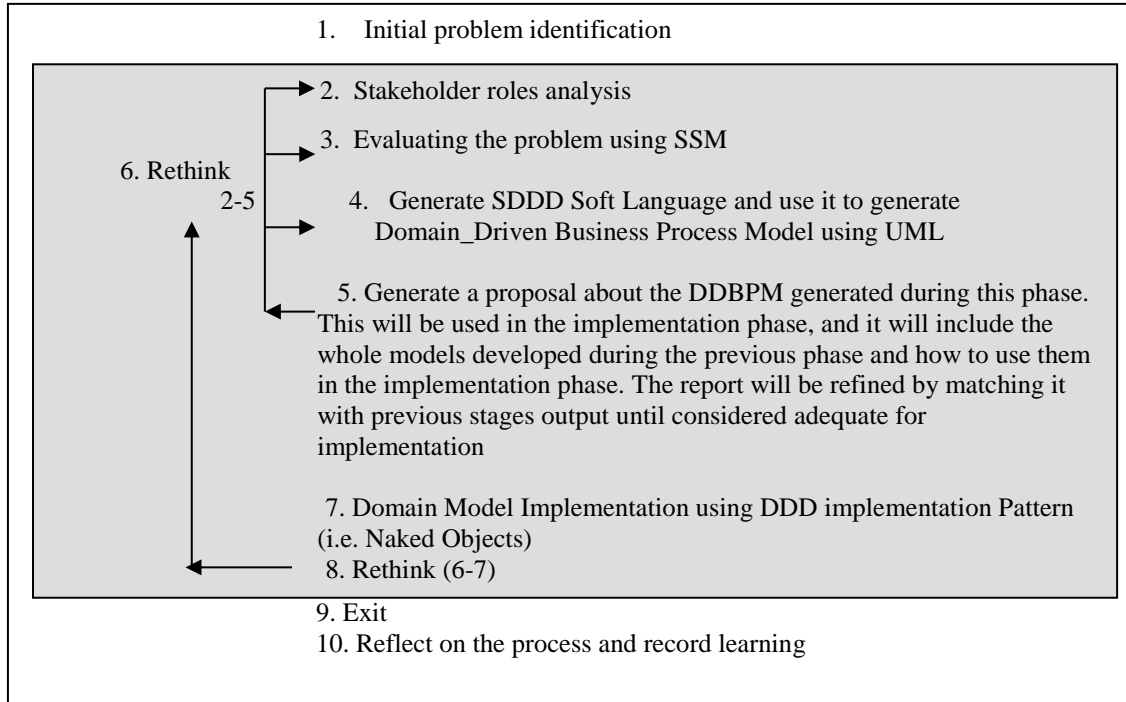 1. Initial problem identification
2. Stakeholder roles analysis
3. Evaluating the problem using SSM
6. Rethink
2-5
4. Generate SDDD Soft Language and use it to generate
Domain_Driven Business Process Model using UML
5. Generate a proposal about the DDBPM generated during this phase.
This will be used in the implementation phase, and it will include the
whole models developed during the previous phase and how to use them
in the implementation phase. The report will be refined by matching it
with previous stages output until considered adequate for
implementation
7. Domain Model Implementation using DDD implementation Pattern
(i.e. Naked Objects)
8. Rethink (6-7)
9. Exit
10. Reflect on the process and record learning